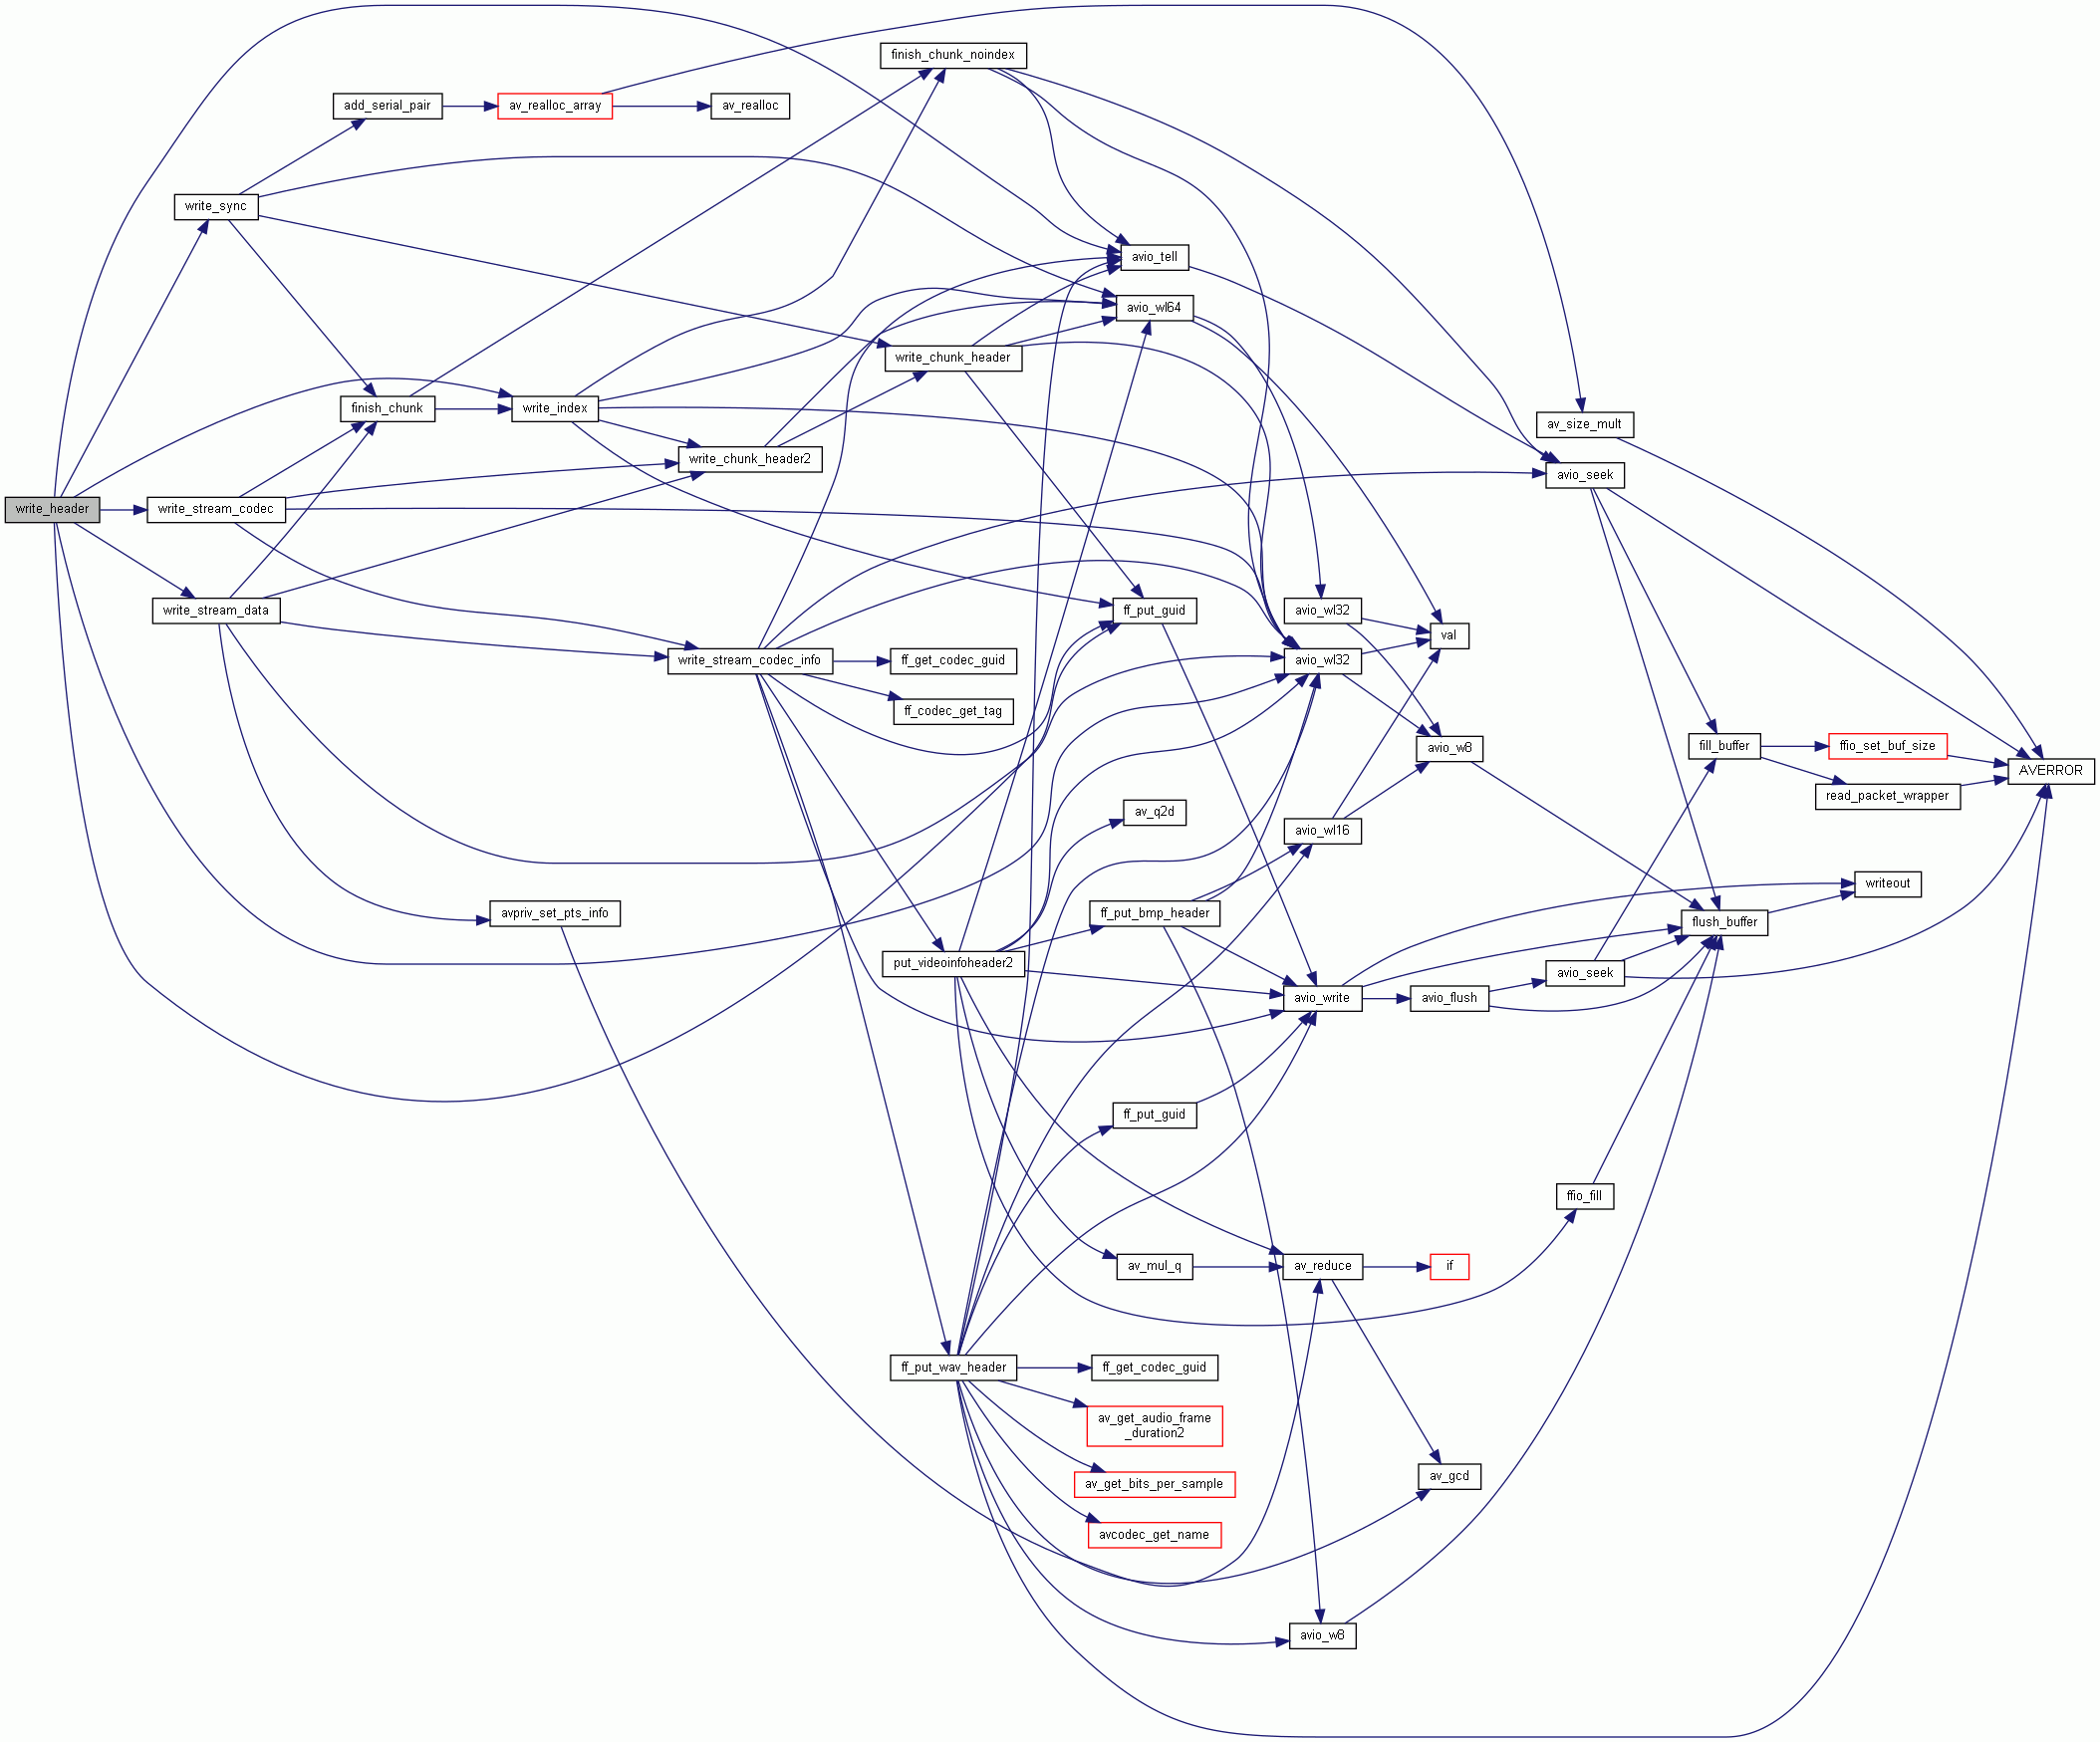 finish_chunk_noindex
add_serial_pair
av_realloc_array
av_realloc
write_sync
avio_tell
avio_wl64
write_chunk_header
finish_chunk
write_index
av_size_mult
write_chunk_header2
avio_seek
write_header
write_stream_codec
write_stream_data
ff_put_guid
avio_wl32
val
write_stream_codec_info
ff_get_codec_guid
avio_wl32
ff_codec_get_tag
avio_w8
fill_buffer
ffio_set_buf_size
AVERROR
read_packet_wrapper
av_q2d
avio_wl16
writeout
avpriv_set_pts_info
ff_put_bmp_header
flush_buffer
put_videoinfoheader2
avio_seek
avio_write
avio_flush
ff_put_guid
ffio_fill
av_mul_q
av_reduce
if
ff_put_wav_header
ff_get_codec_guid
av_get_audio_frame
_duration2
av_get_bits_per_sample
av_gcd
avcodec_get_name
avio_w8